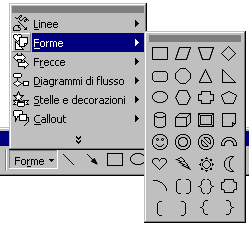 Linee
Forme
Frecce
Diagrammi di flusso
Stelle e decorazioni
Callout
Forme